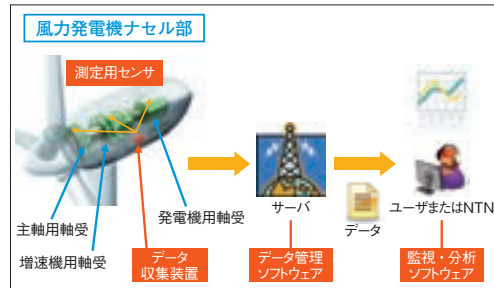 風力発電機ナセル部
測定用センサ
主軸用軸受
増速機用軸受
発電機用軸受
データ
収集装置
サーバ
データ管理
ソフトウェア
データ
ユーザまたはNTN
監視・分析
ソフトウェア